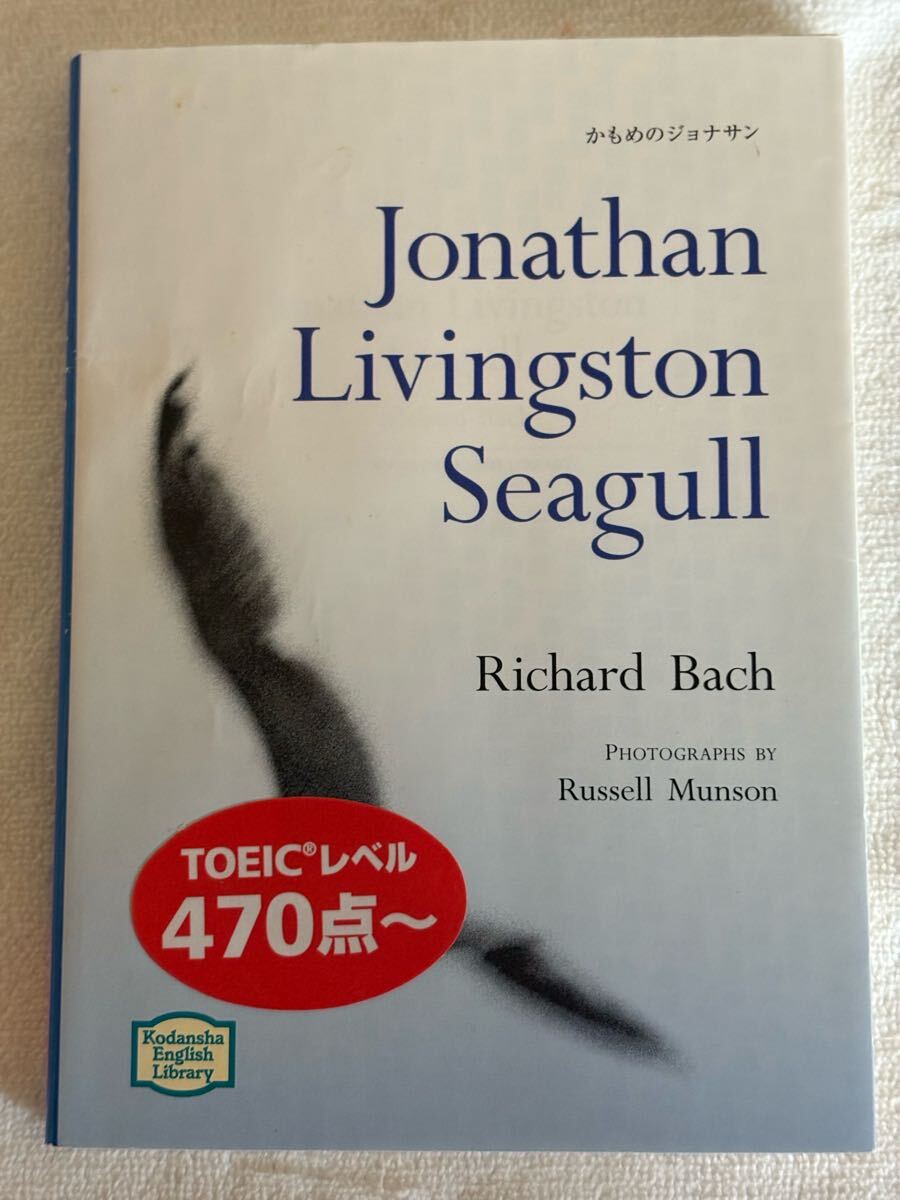 かもめのジョナサン
Jonathan
Livingston
Seagull
Richard Bach
PHOTOGRAPHS BY
Russell Munson
TOEIC®レベル
470点～
Kodansha
English
Library